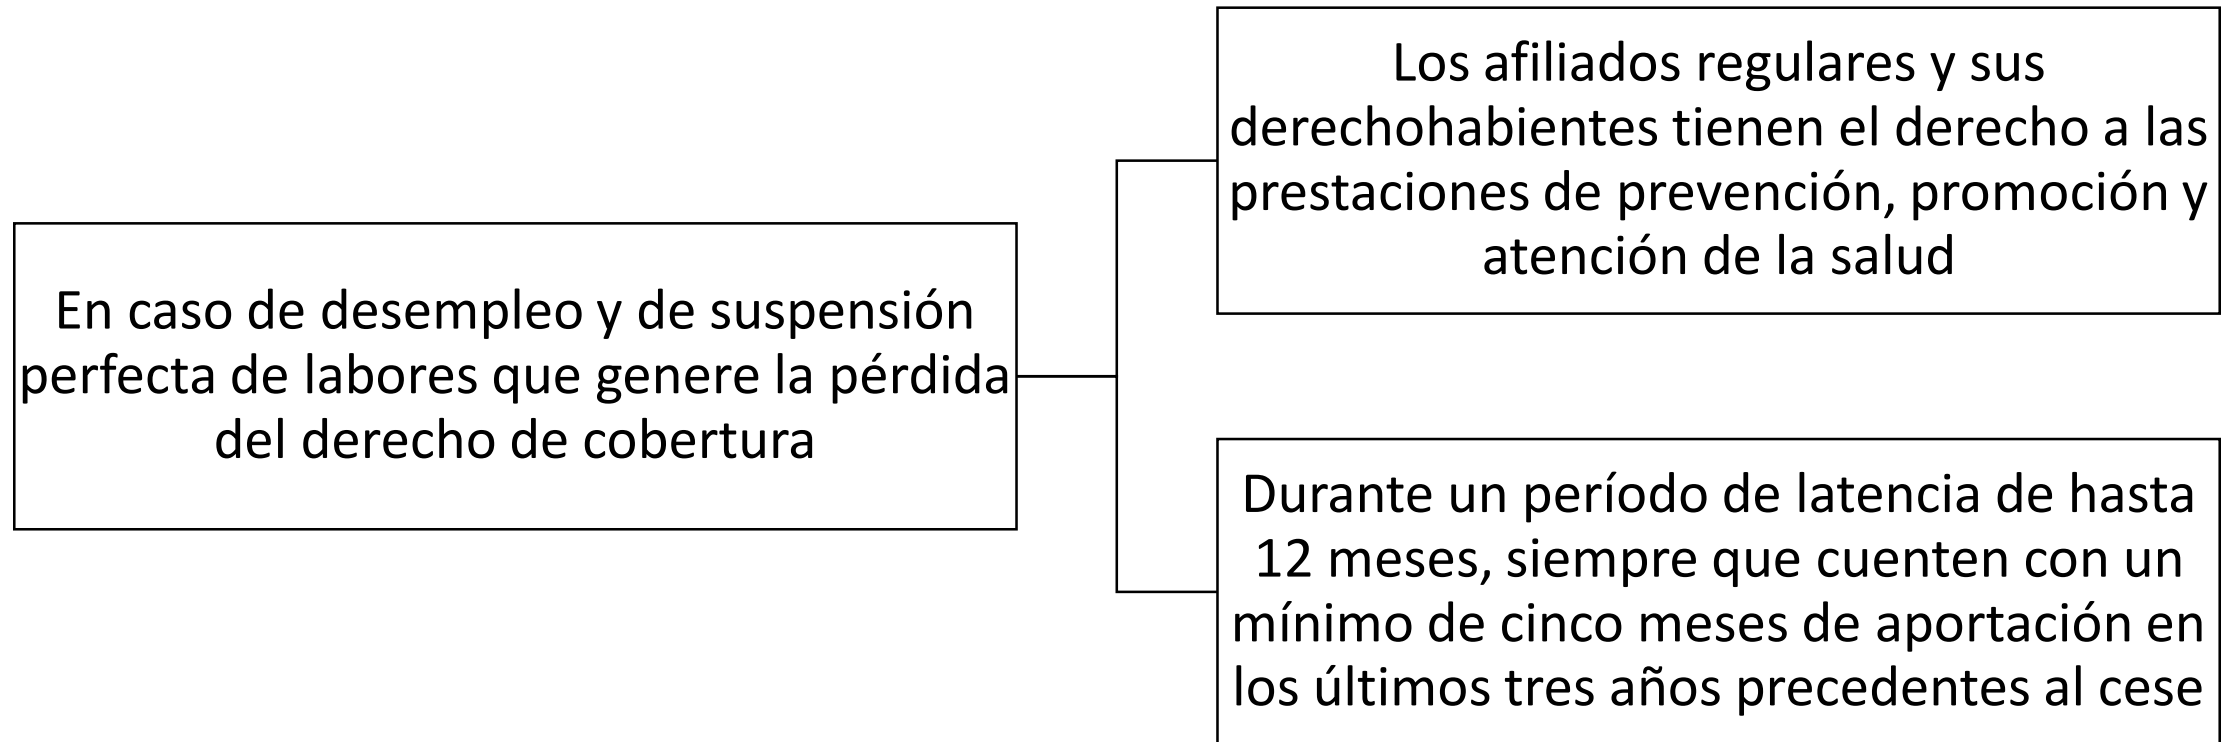 En caso de desempleo y de suspensión
perfecta de labores que genere la pérdida
del derecho de cobertura
Los afiliados regulares y sus
derechohabientes tienen el derecho a las
prestaciones de prevención, promoción y
atención de la salud
Durante un período de latencia de hasta
12 meses, siempre que cuenten con un
mínimo de cinco meses de aportación en
los últimos tres años precedentes al cese